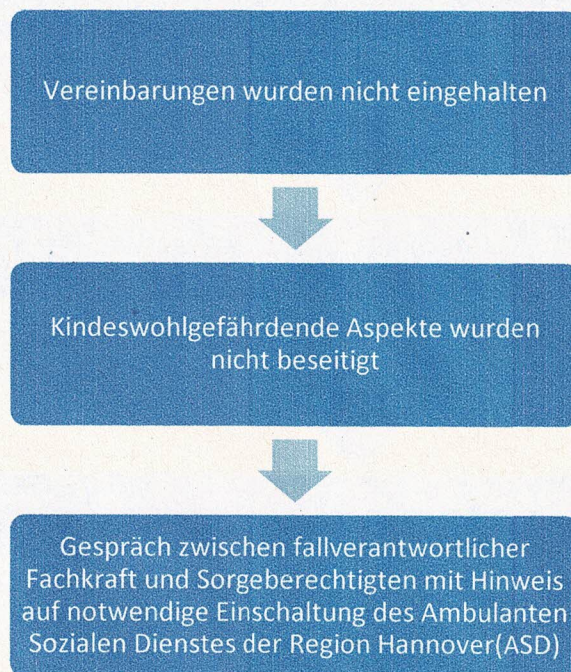 Vereinbarungen wurden nicht eingehalten
Kindeswohlgefährdende Aspekte wurden
nicht beseitigt
Gespräch zwischen fallverantwortlicher
Fachkraft und Sorgeberechtigten mit Hinweis
auf notwendige Einschaltung des Ambulanten
Sozialen Dienstes der Region Hannover(ASD)